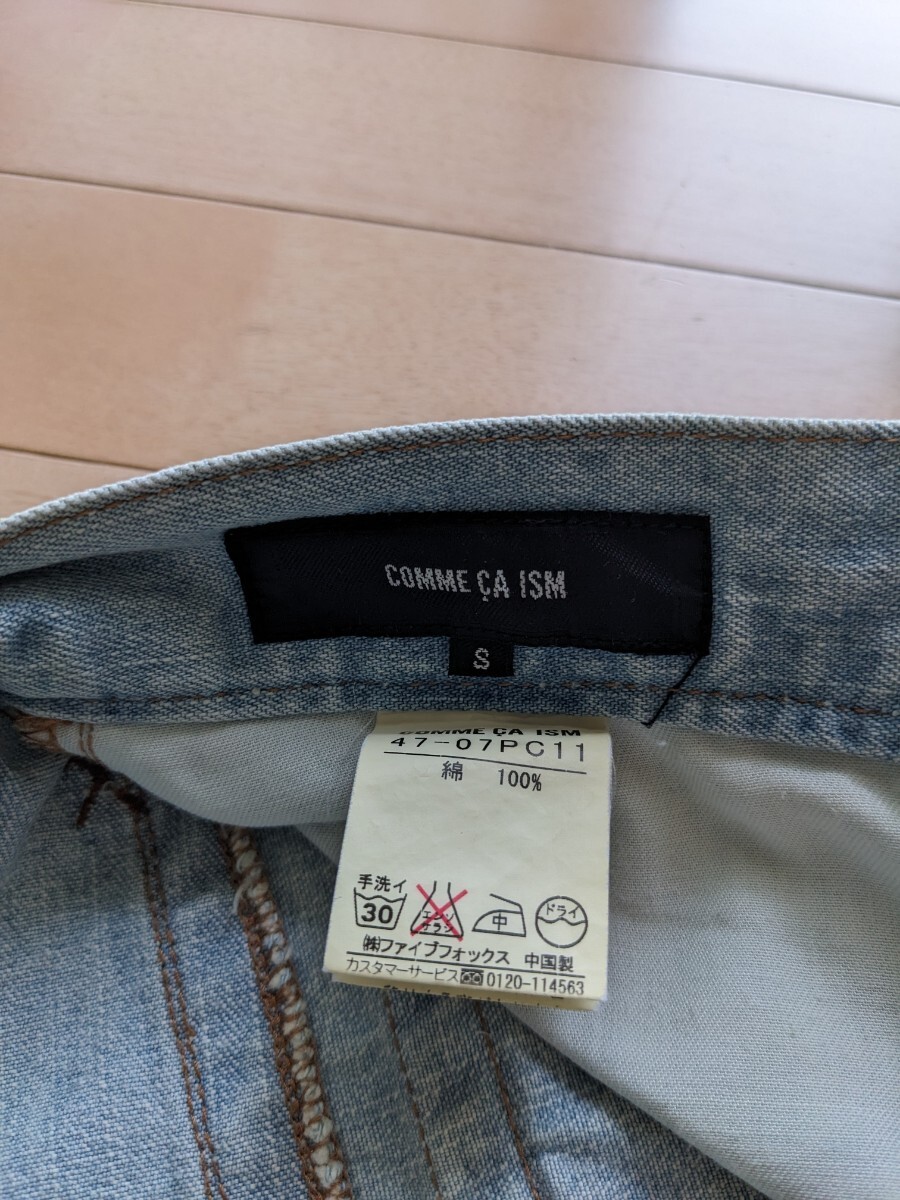 COMME ÇA ISM
S
COMME ÇA ISM
47-07PC11
綿 100%
手洗イ
30 エンソ サラシ 中 ドライ
㈱ファイブフォックス 中国製
カスタマーサービス 0120-114563